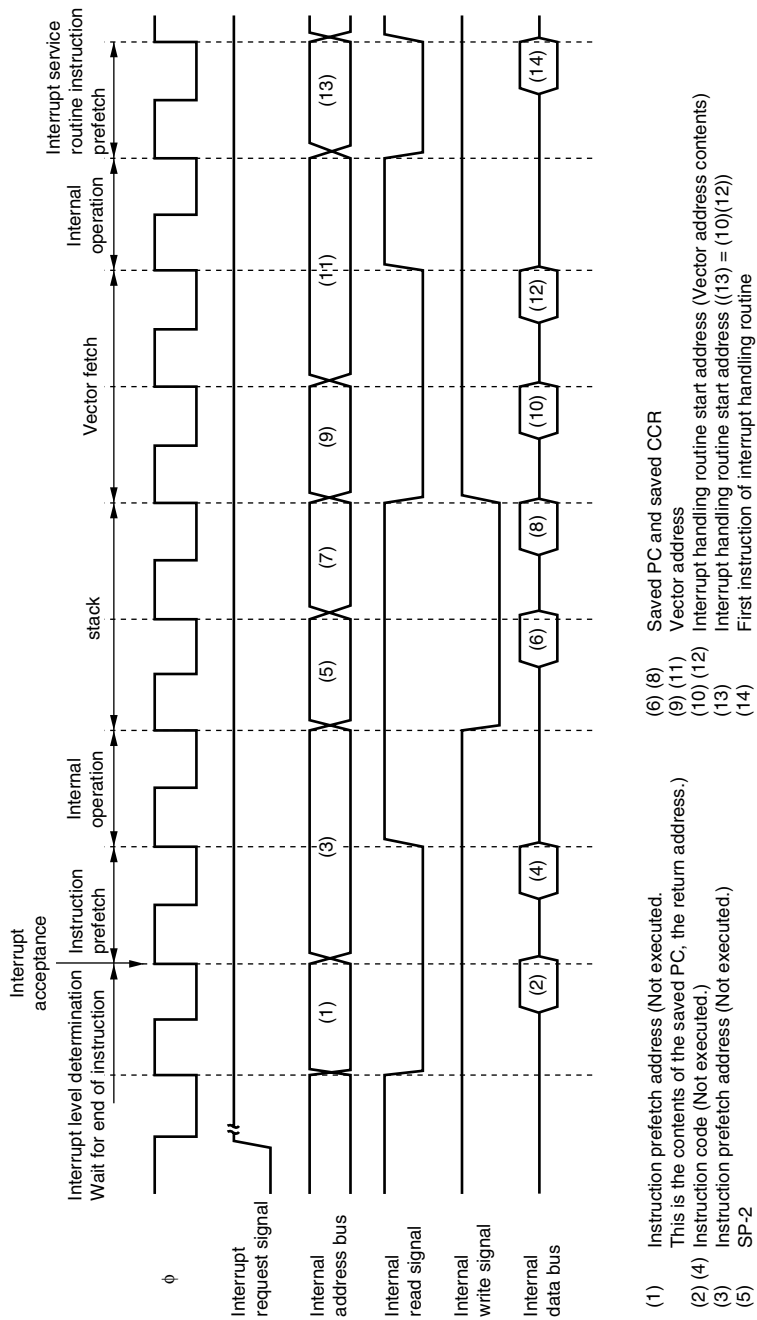 Interrupt
acceptance
Interrupt level determination
Wait for end of instruction
Instruction
prefetch
Internal
operation
stack
Vector fetch
Internal
operation
Interrupt service
routine instruction
prefetch
φ
Interrupt
request signal
Internal
address bus
(1)
(3)
(5)
(7)
(9)
(11)
(13)
Internal
read signal
Internal
write signal
Internal
data bus
(2)
(4)
(6)
(8)
(10)
(12)
(14)
(1) Instruction prefetch address (Not executed.
This is the contents of the saved PC, the return address.)
(2) (4) Instruction code (Not executed.)
(3) Instruction prefetch address (Not executed.)
(5) SP-2
(6) (8) Saved PC and saved CCR
(9) (11) Vector address
(10) (12) Interrupt handling routine start address (Vector address contents)
(13) Interrupt handling routine start address ((13) = (10)(12))
(14) First instruction of interrupt handling routine